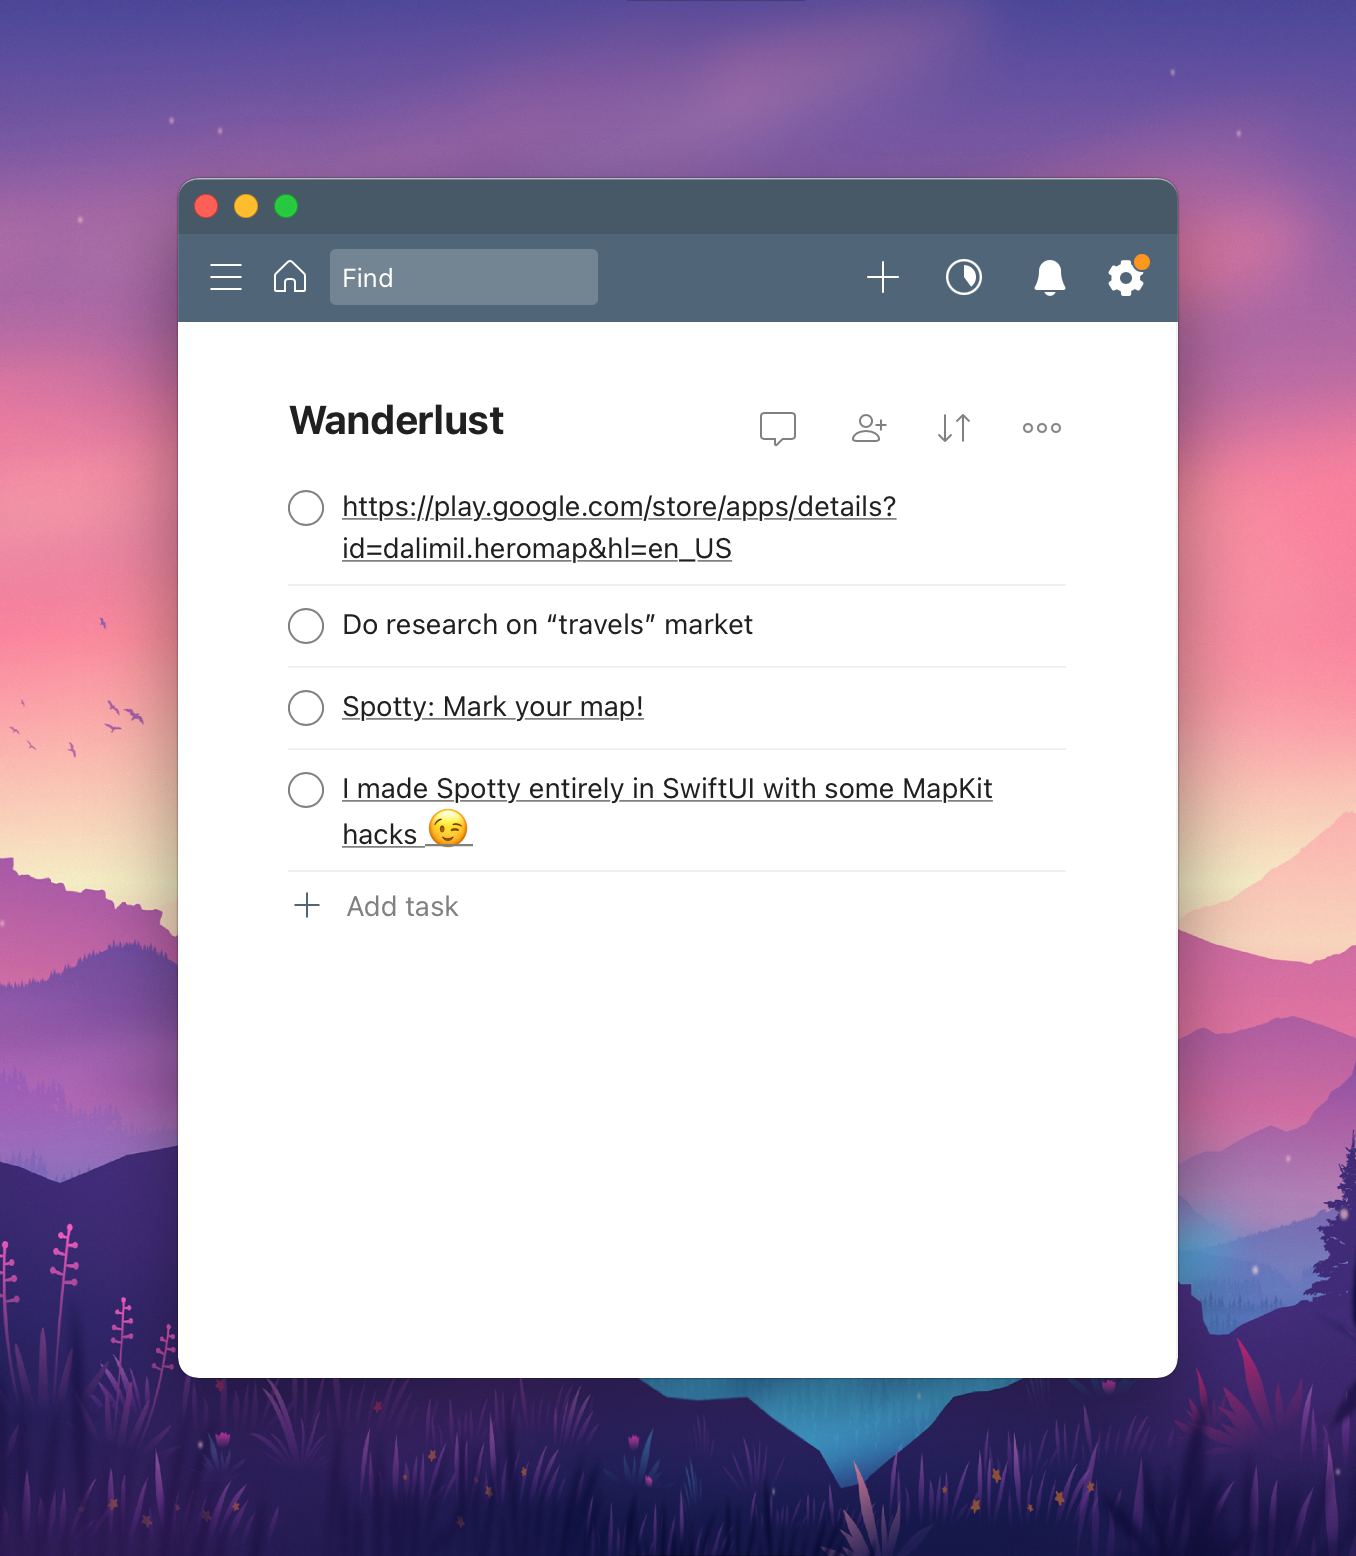 Find
Wanderlust
https://play.google.com/store/apps/details?
id=dalimil.heromap&hl=en_US
Do research on “travels” market
Spotty: Mark your map!
I made Spotty entirely in SwiftUI with some MapKit
hacks 😉
Add task